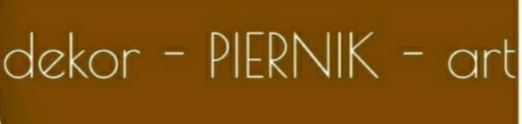 dekor - PIERNIK - art